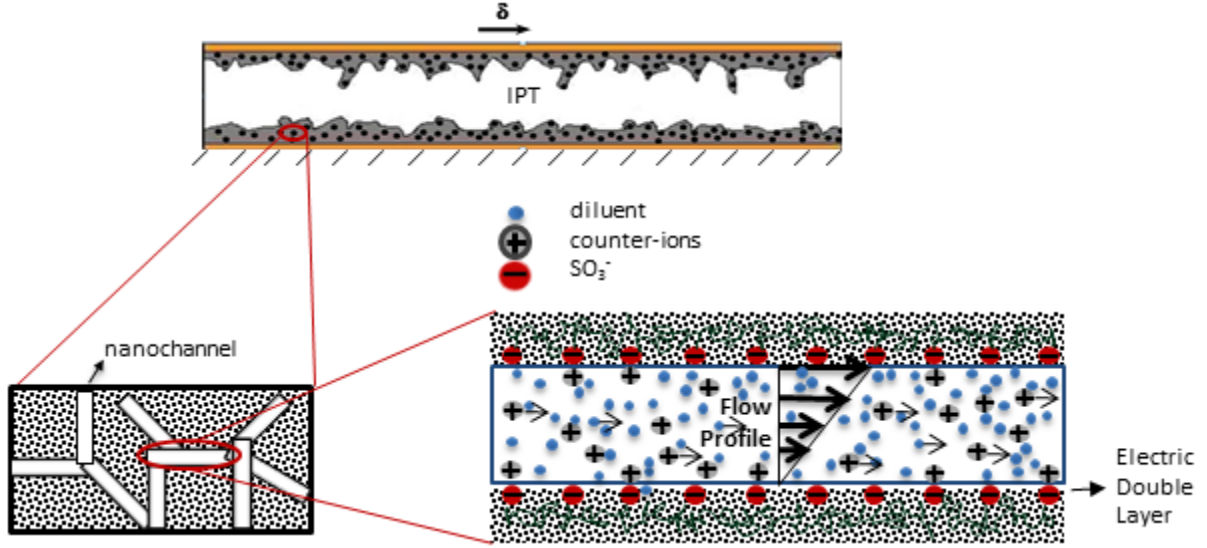 δ
IPT
diluent
counter-ions
SO₃⁻
nanochannel
Flow
Profile
Electric
Double
Layer